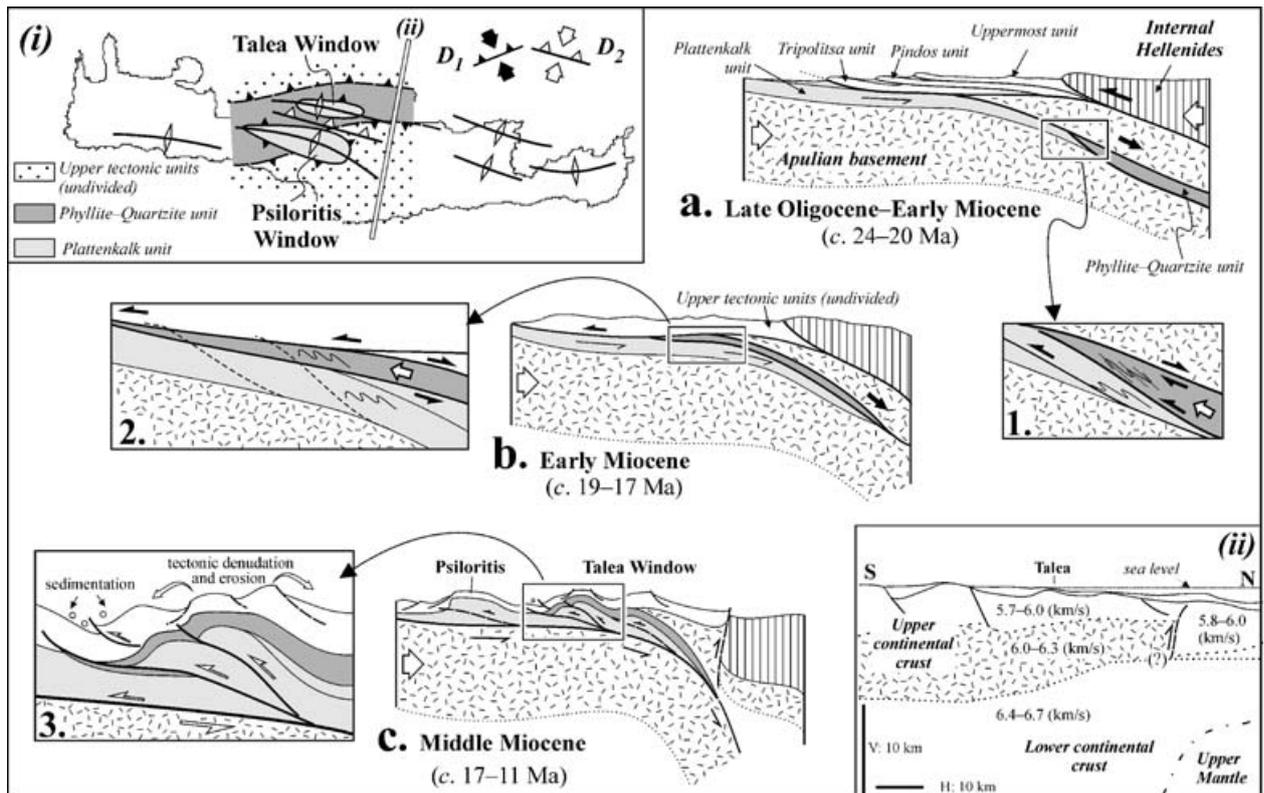 (i)
Talea Window
(ii)
D1
D2
Psiloritis
Window
Upper tectonic units
(undivided)
Phyllite–Quartzite unit
Plattenkalk unit
Internal
Hellenides
Uppermost unit
Pindos unit
Tripolitsa unit
Plattenkalk
unit
Apulian basement
a. Late Oligocene–Early Miocene
(c. 24–20 Ma)
Phyllite–Quartzite unit
1.
Upper tectonic units (undivided)
2.
b. Early Miocene
(c. 19–17 Ma)
tectonic denudation
and erosion
sedimentation
3.
Psiloritis
Talea Window
c. Middle Miocene
(c. 17–11 Ma)
(ii)
S
Talea
sea level
N
5.7–6.0 (km/s)
5.8–6.0
(km/s)
Upper
continental
crust
6.0–6.3 (km/s)
(?)
6.4–6.7 (km/s)
V: 10 km
Lower continental
crust
Upper
Mantle
H: 10 km